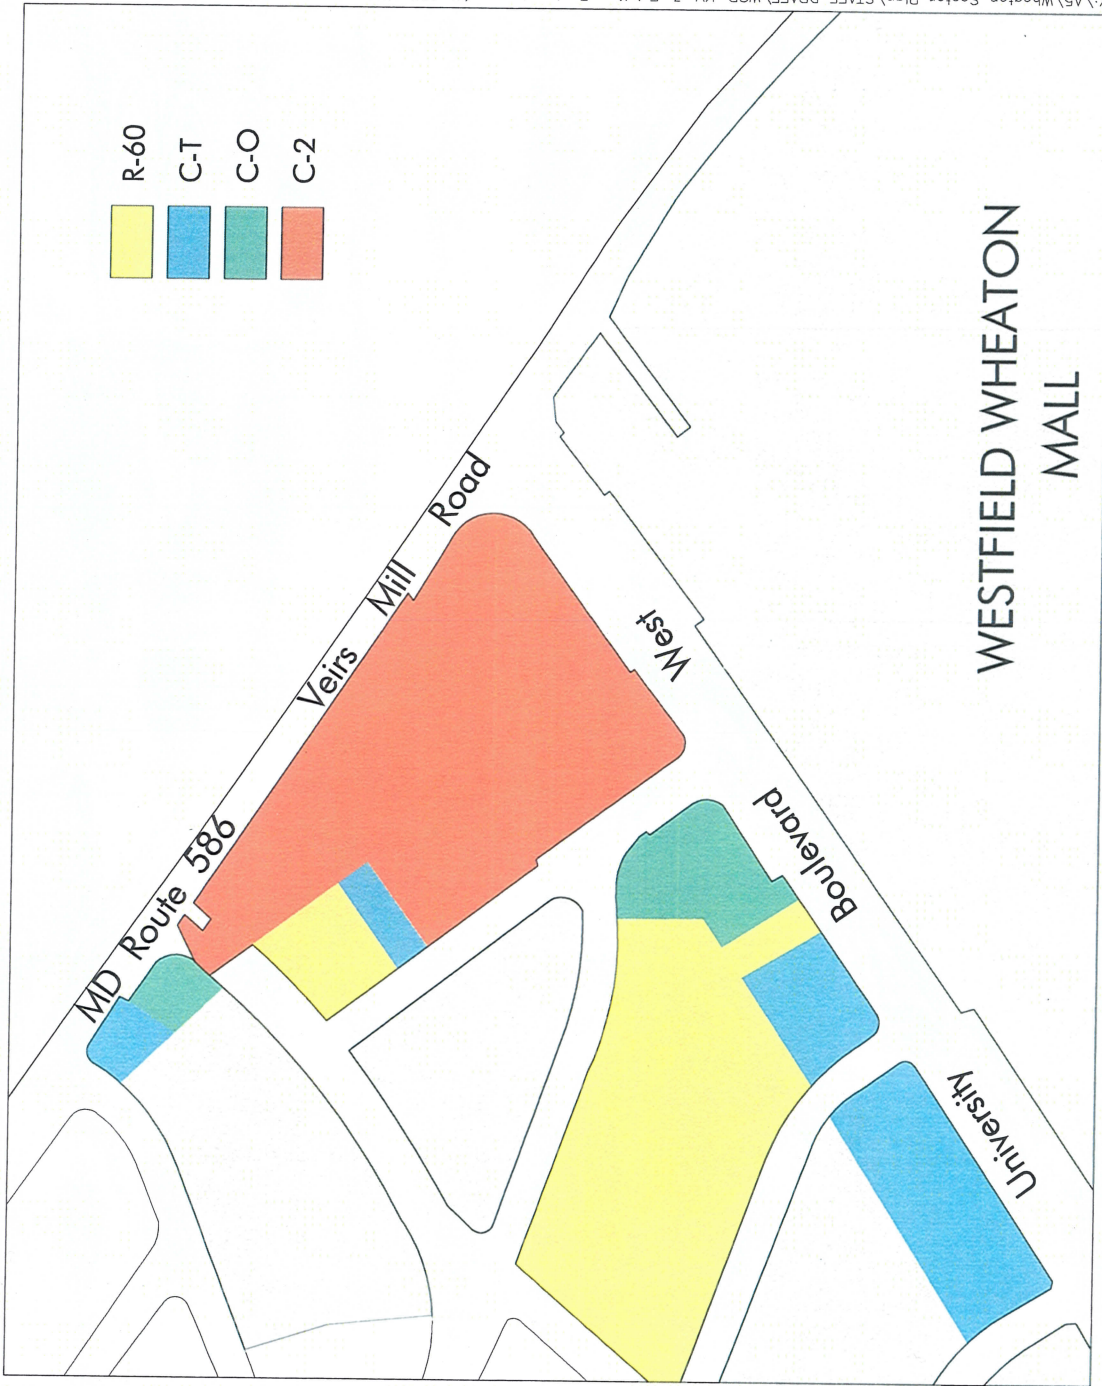 R-60
C-T
C-O
C-2
WESTFIELD WHEATON
MALL
MD Route 586
Veirs Mill Road
University Boulevard West